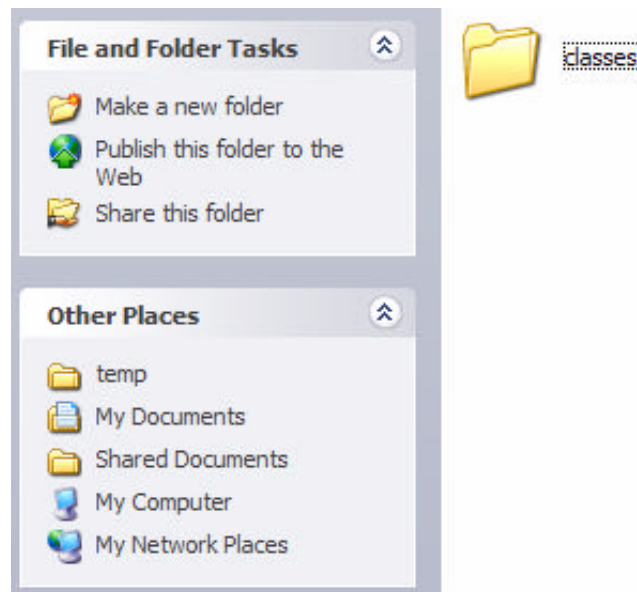 File and Folder Tasks
Make a new folder
Publish this folder to the
Web
Share this folder
Other Places
temp
My Documents
Shared Documents
My Computer
My Network Places
classes